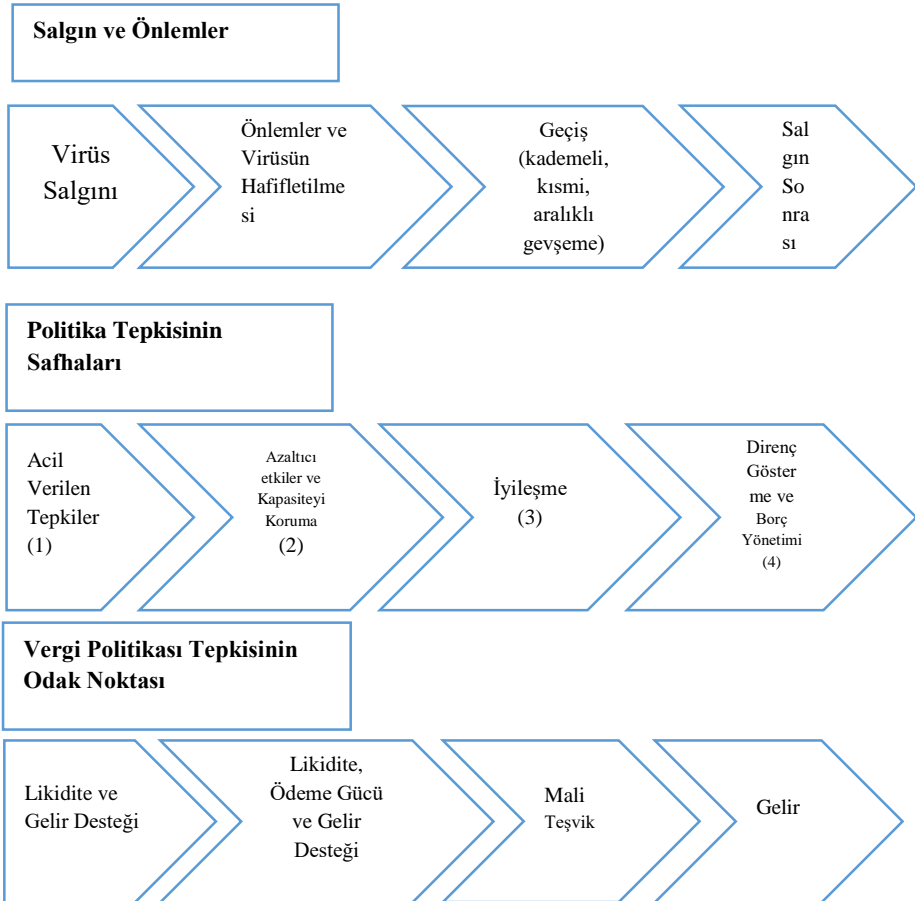 Salgın ve Önlemler
Virüs
Salgını
Önlemler ve
Virüsün
Hafifletilme
si
Geçiş
(kademeli,
kısmi,
aralıklı
gevşeme)
Sal
gın
So
nra
sı
Politika Tepkisinin
Safhaları
Acil
Verilen
Tepkiler
(1)
Azaltıcı
etkiler ve
Kapasiteyi
Koruma
(2)
İyileşme
(3)
Direnç
Göster
me ve
Borç
Yönetimi
(4)
Vergi Politikası Tepkisinin
Odak Noktası
Likidite ve
Gelir Desteği
Likidite,
Ödeme Gücü
ve Gelir
Desteği
Mali
Teşvik
Gelir